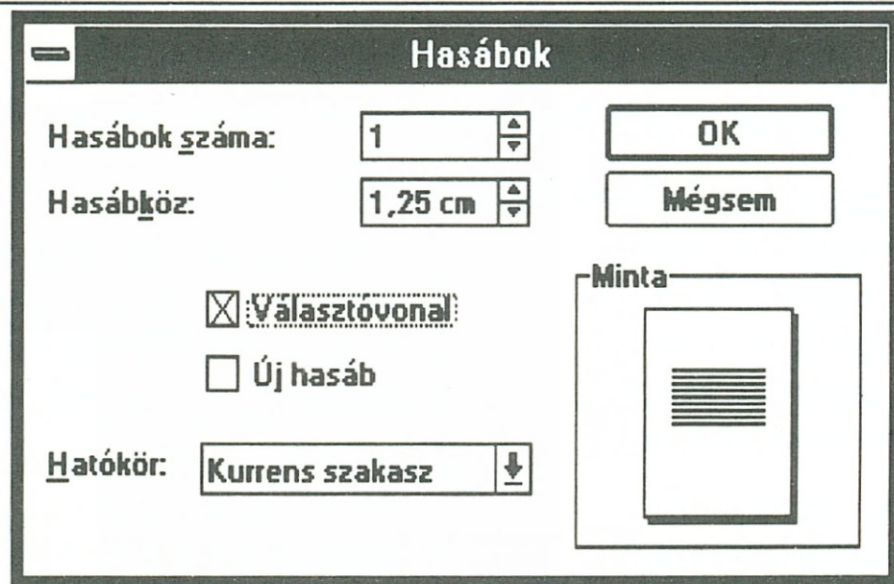 Hasábok
Hasábok száma: 1
OK
Hasábköz: 1,25 cm
Mégsem
Választóvonal
Új hasáb
Hatókör: Kurrens szakasz
Minta